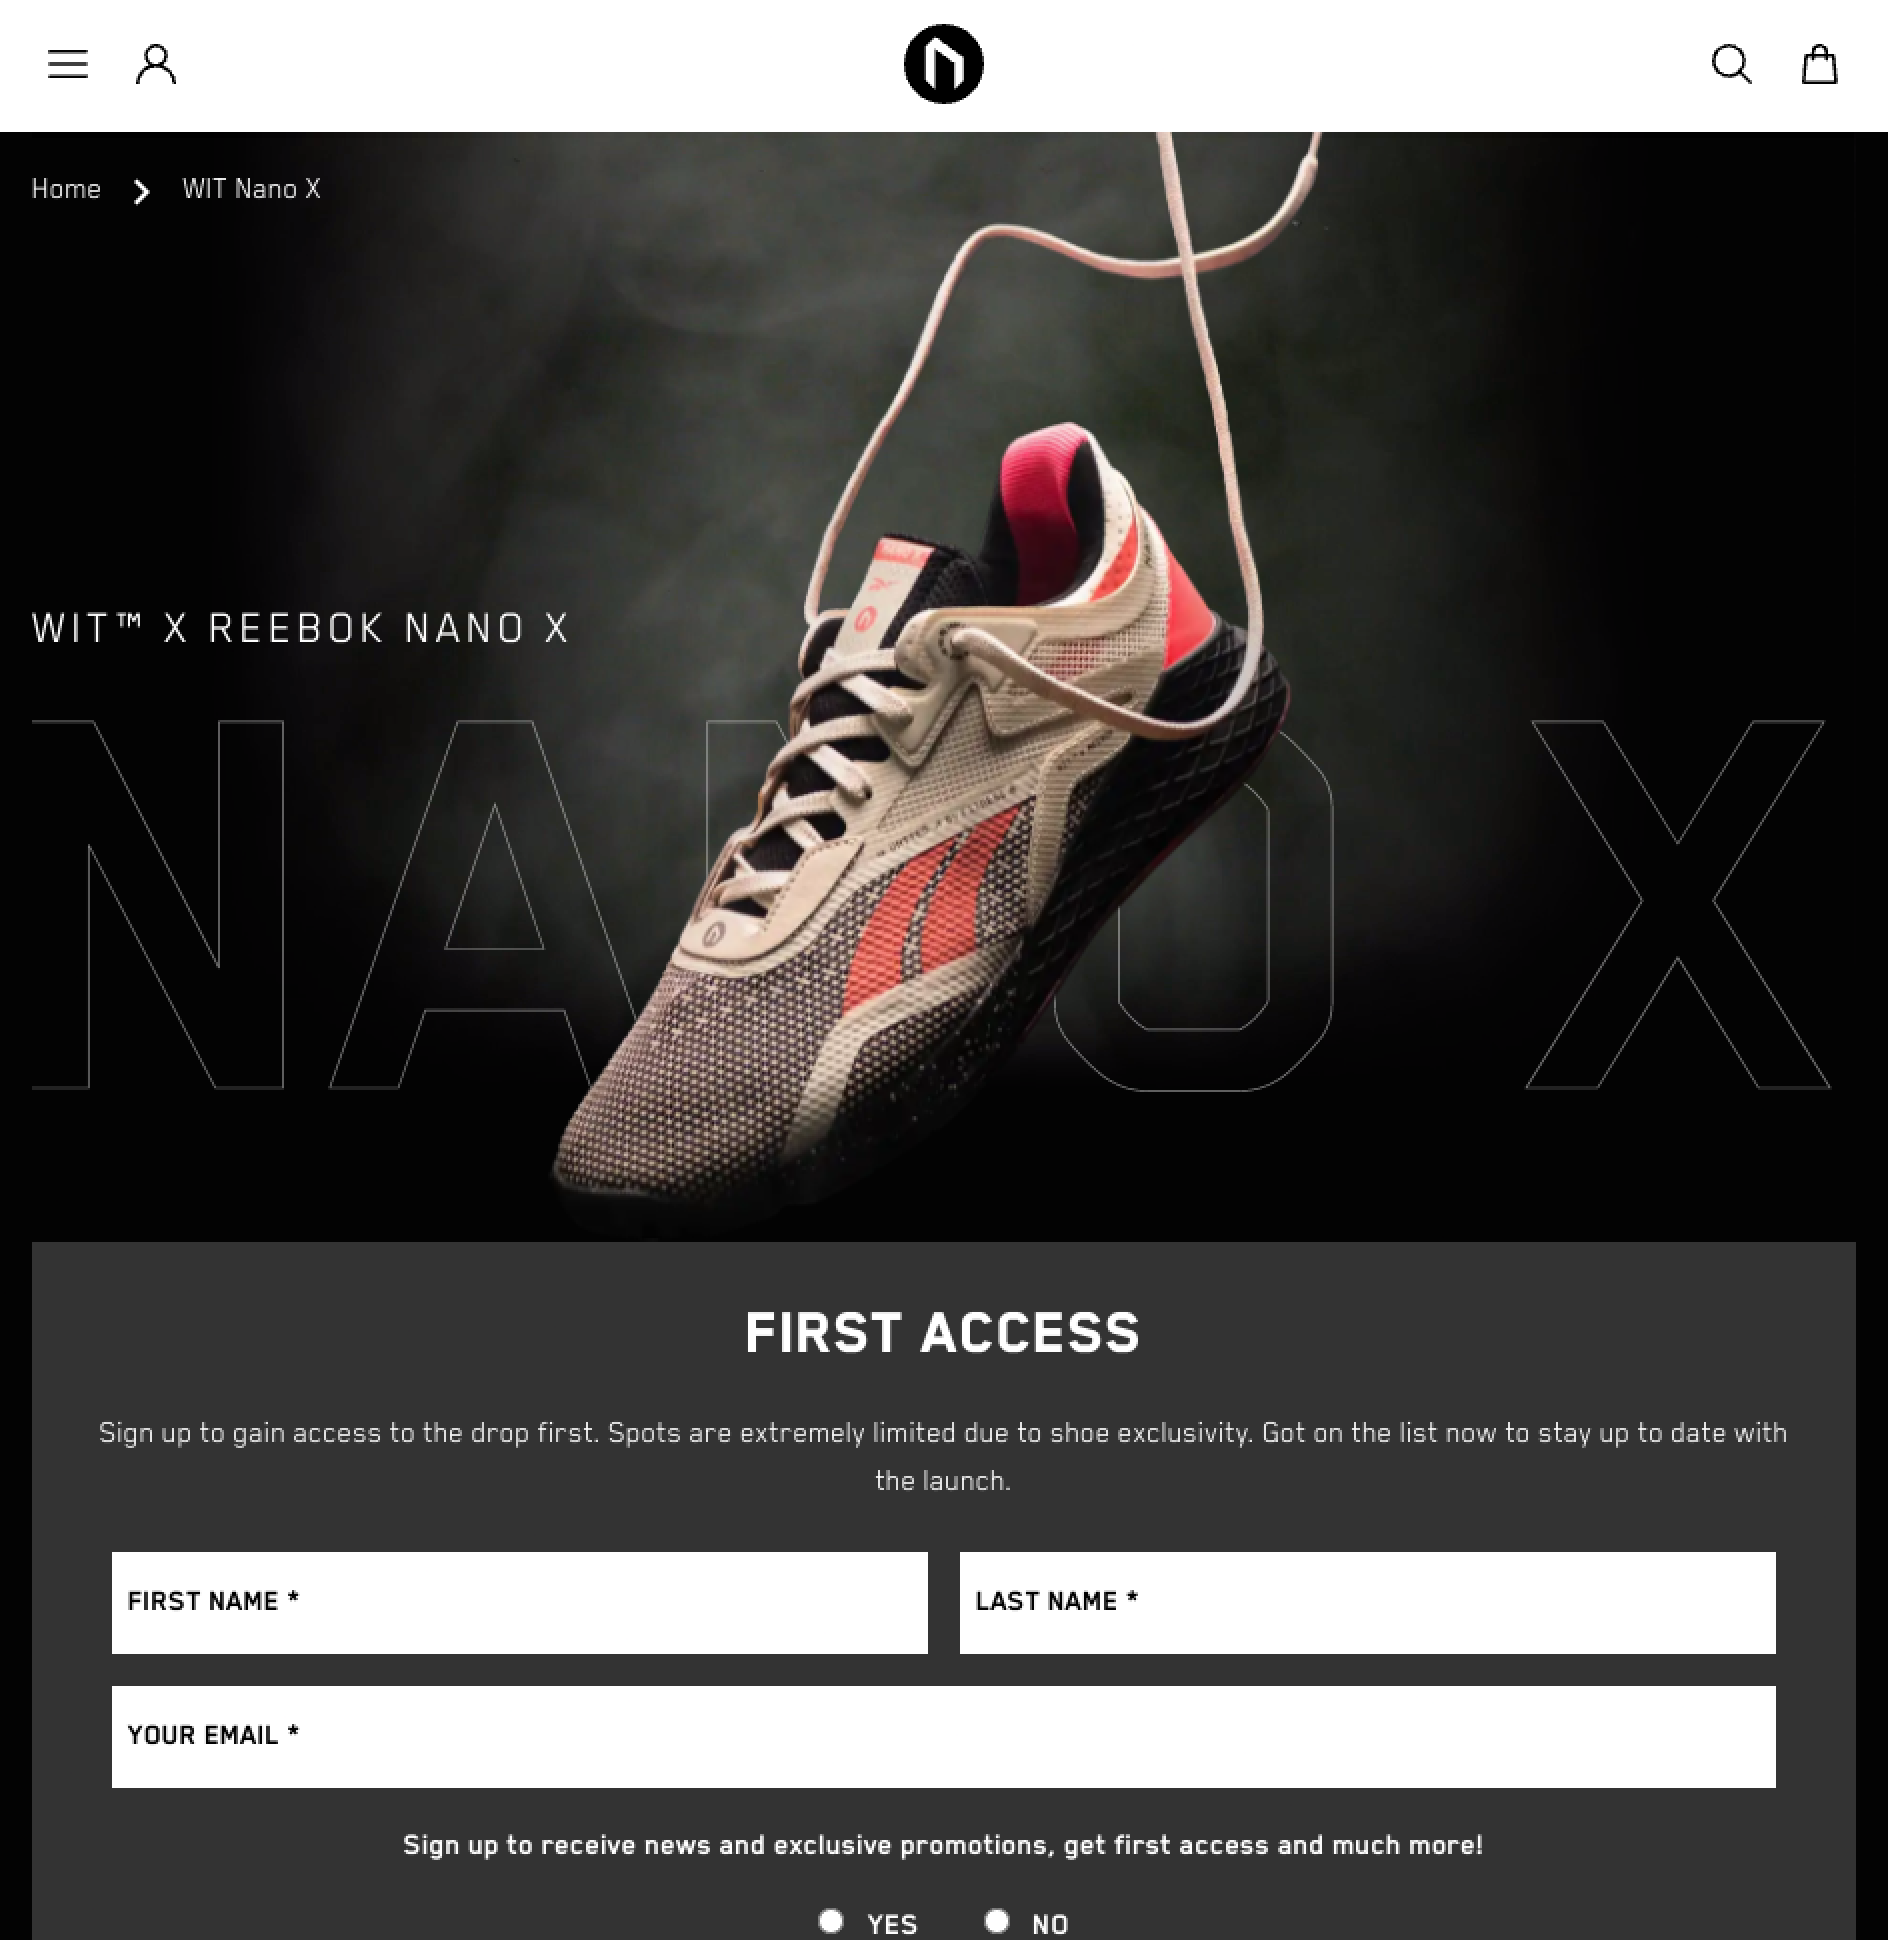 Home > WIT Nano X
WIT™ X REEBOK NANO X
NANO X
FIRST ACCESS
Sign up to gain access to the drop first. Spots are extremely limited due to shoe exclusivity. Got on the list now to stay up to date with
the launch.
FIRST NAME * LAST NAME *
YOUR EMAIL *
Sign up to receive news and exclusive promotions, get first access and much more!
YES NO